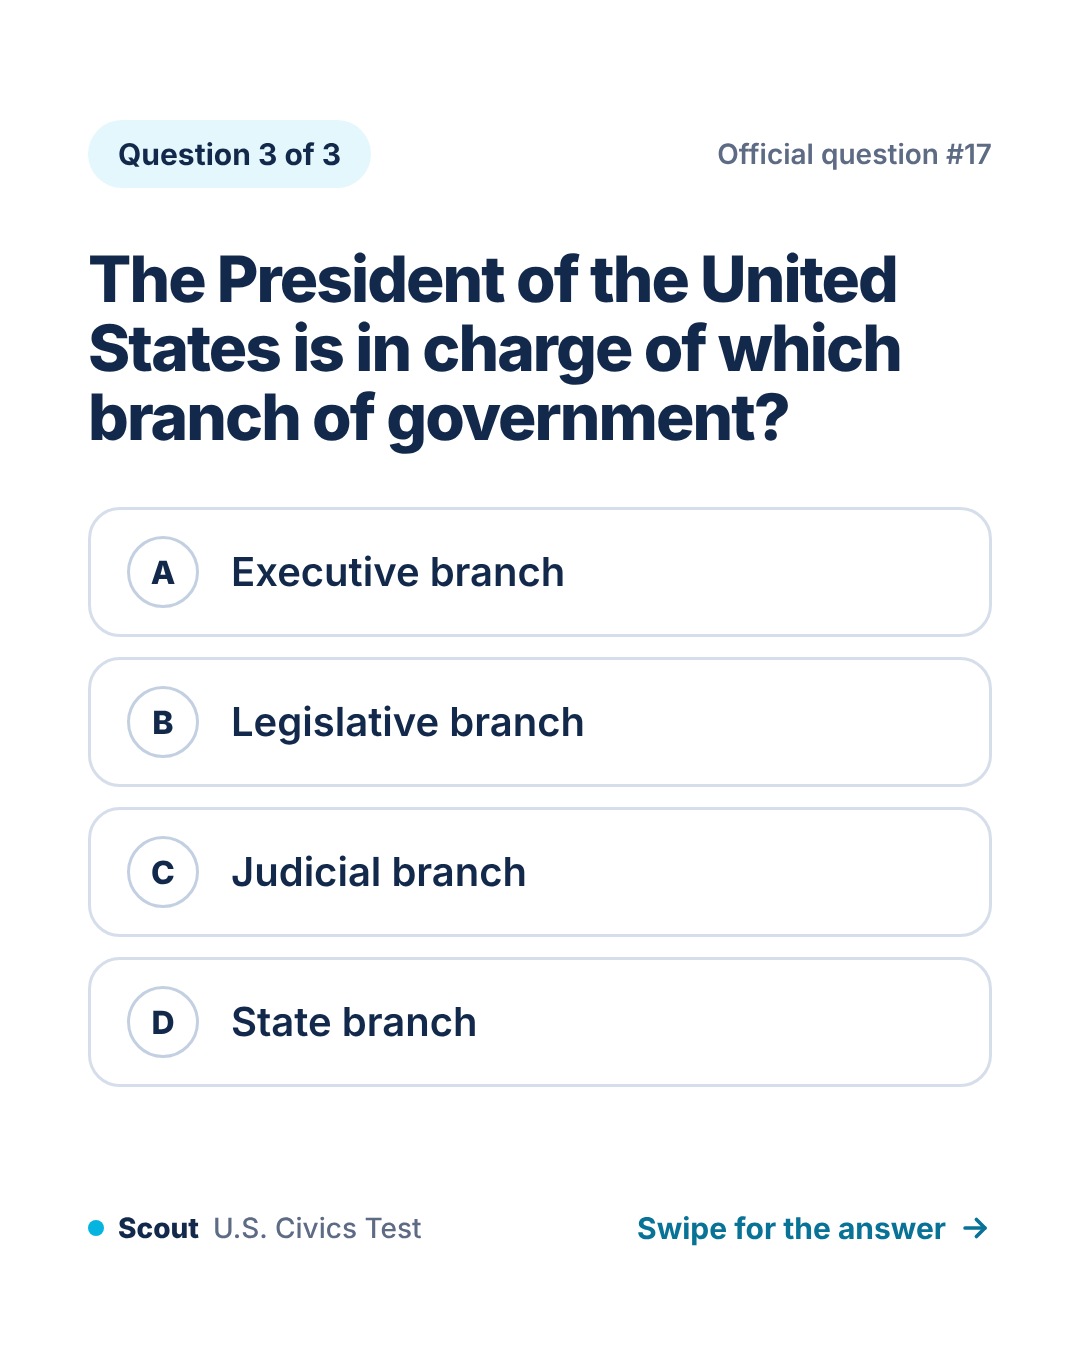 Question 3 of 3
Official question #17
The President of the United
States is in charge of which
branch of government?
A Executive branch
B Legislative branch
C Judicial branch
D State branch
Scout U.S. Civics Test
Swipe for the answer →